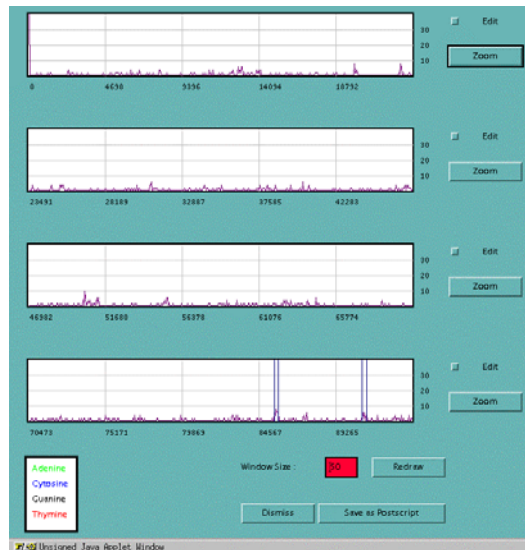 30 Edit
20
10 Zoom
0 4698 9396 14094 18792
30 Edit
20
10 Zoom
23491 28189 32887 37585 42283
30 Edit
20
10 Zoom
46982 51680 56378 61076 65774
30 Edit
20
10 Zoom
70473 75171 79869 84567 89265
Adenine
Cytosine
Guanine
Thymine
Window Size : 50 Redraw
Dismiss Save as Postscript
Unsigned Java Applet Window